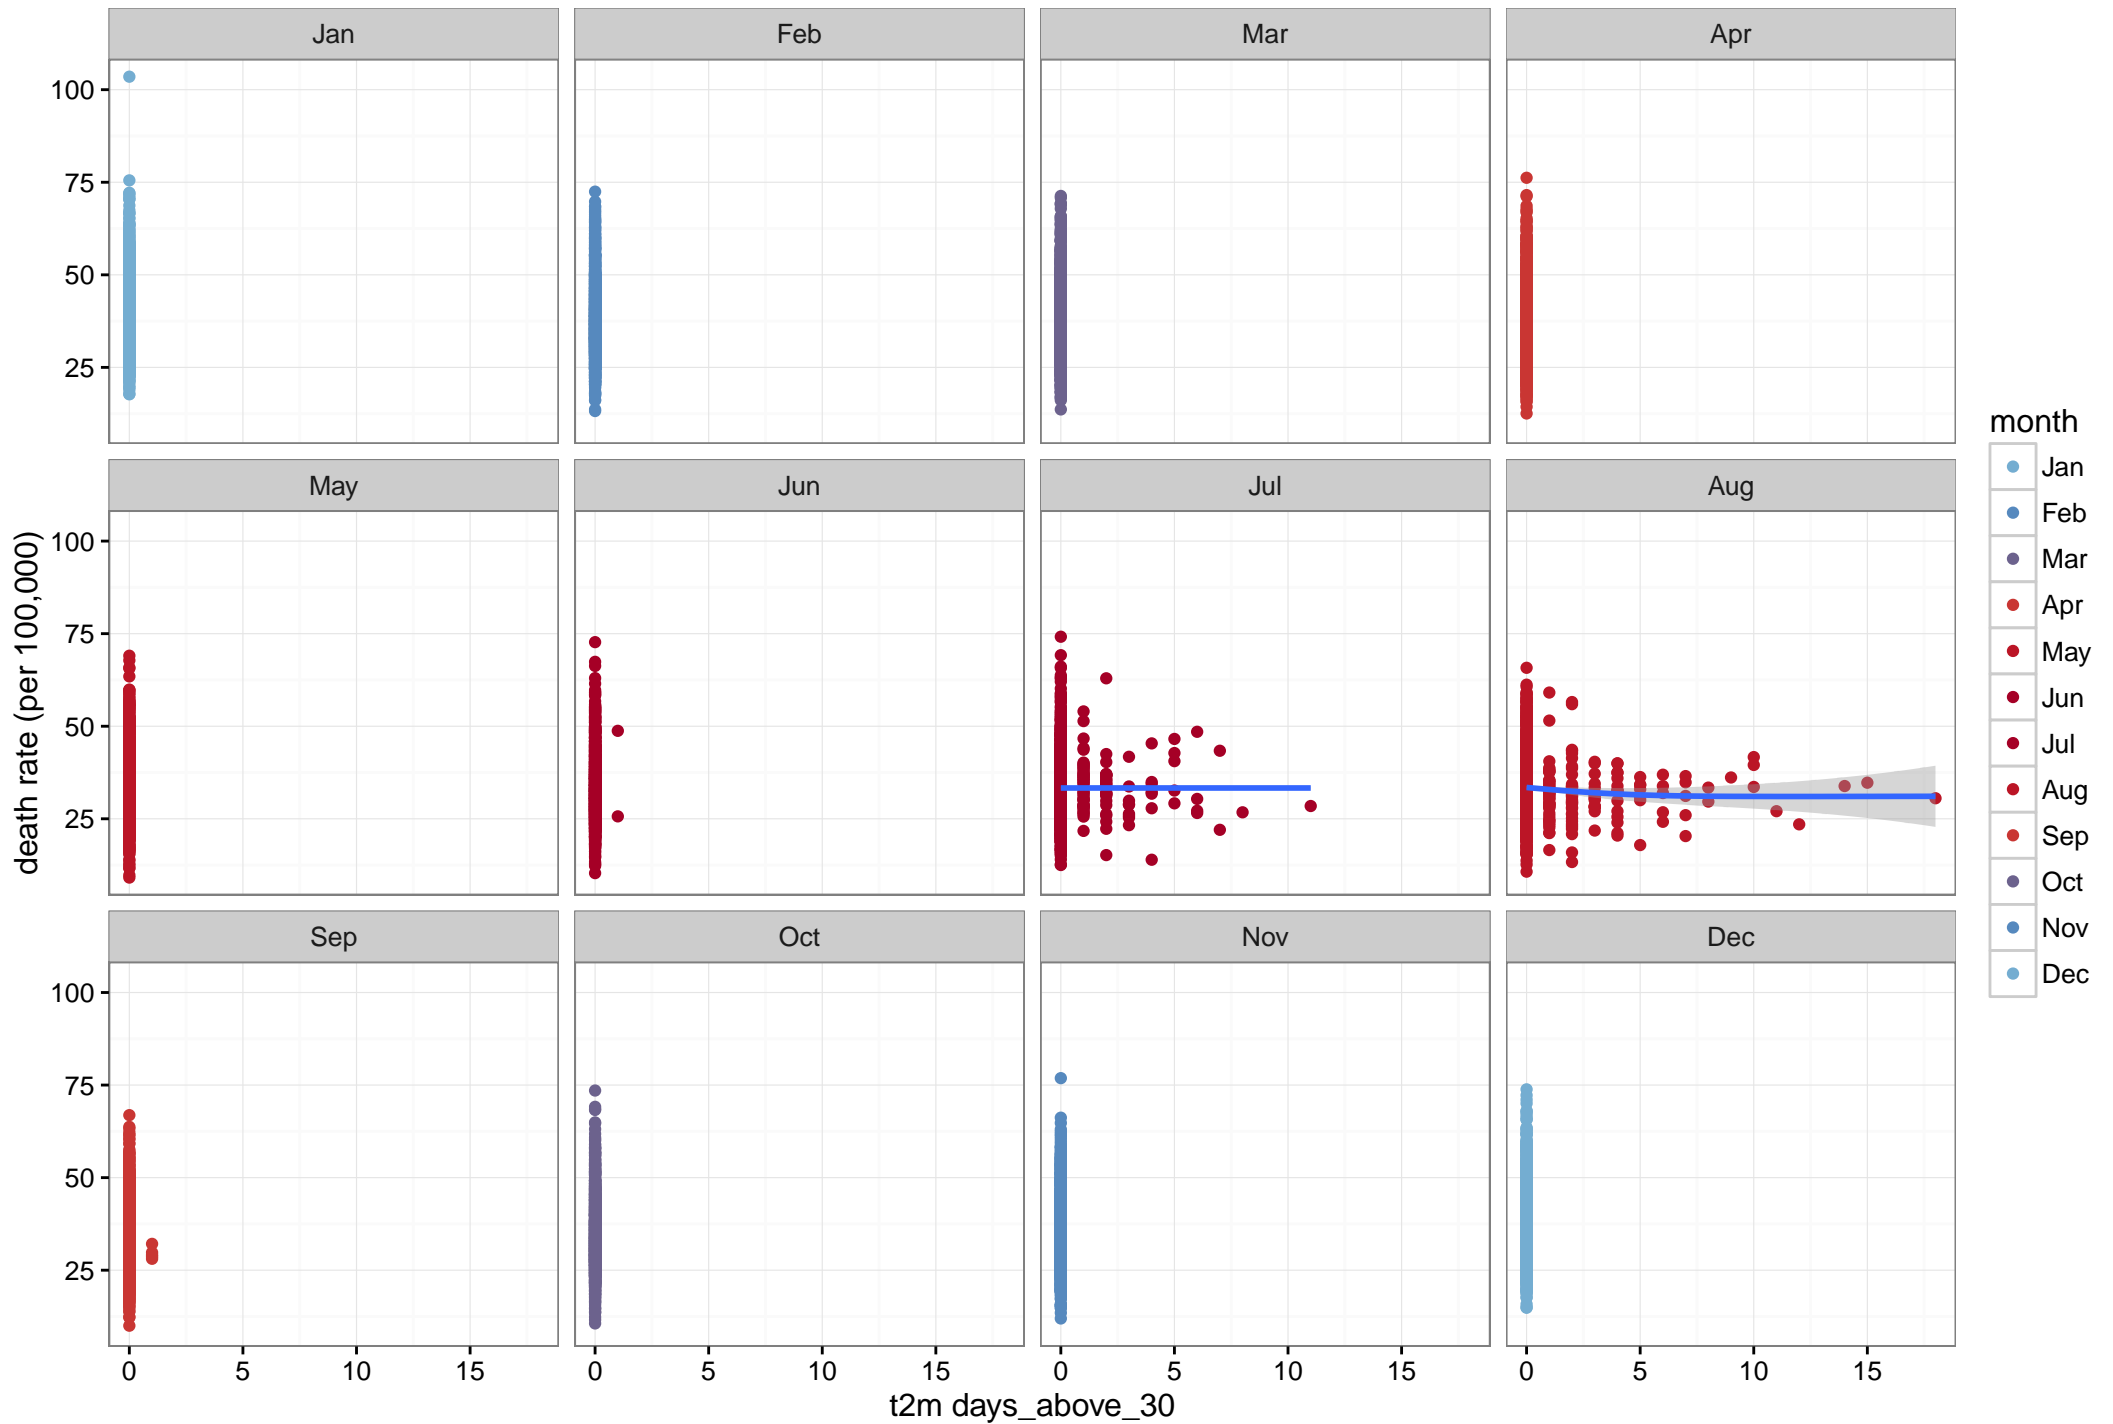 Jan Feb Mar Apr
100
75
50
25
May Jun Jul Aug
100
75
50
25
Sep Oct Nov Dec
100
75
50
25
0 5 10 15 0 5 10 15 0 5 10 15 0 5 10 15
t2m days_above_30
death rate (per 100,000)
month
Jan
Feb
Mar
Apr
May
Jun
Jul
Aug
Sep
Oct
Nov
Dec